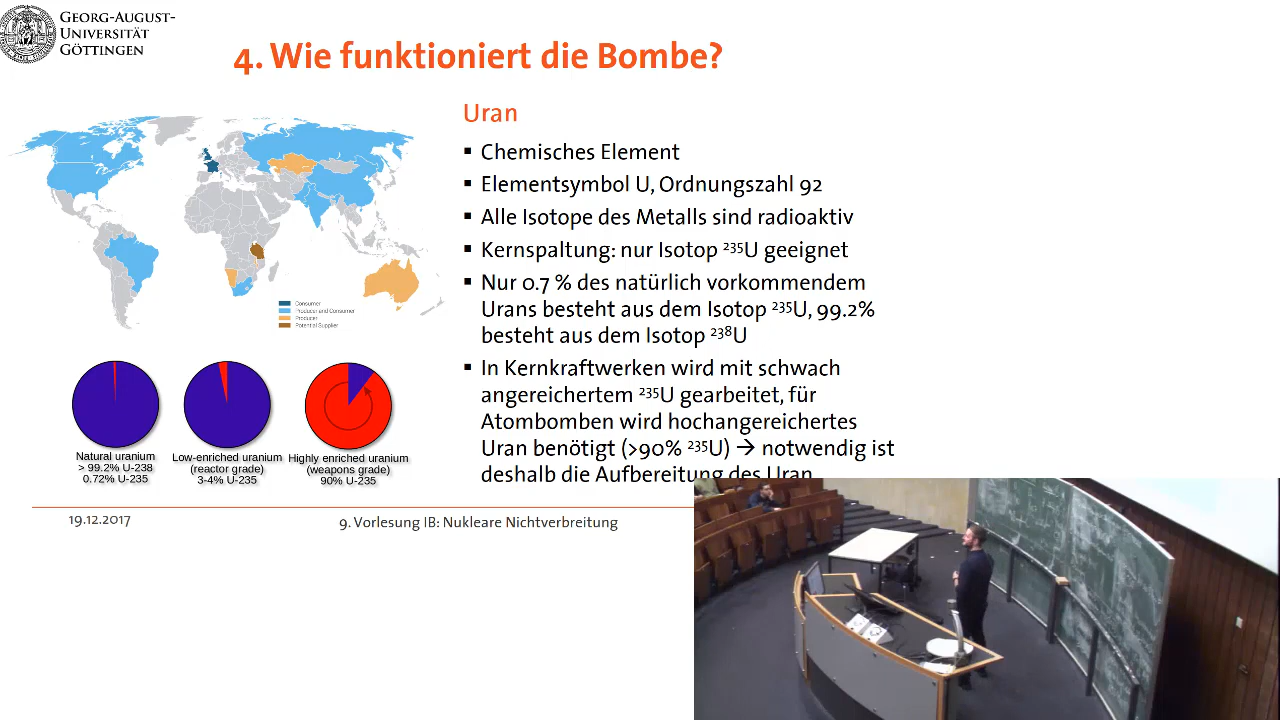 GEORG-AUGUST-
UNIVERSITÄT
GÖTTINGEN
4. Wie funktioniert die Bombe?
Uran
▪ Chemisches Element
▪ Elementsymbol U, Ordnungszahl 92
▪ Alle Isotope des Metalls sind radioaktiv
▪ Kernspaltung: nur Isotop ²³⁵U geeignet
▪ Nur 0.7 % des natürlich vorkommendem
Urans besteht aus dem Isotop ²³⁵U, 99.2%
besteht aus dem Isotop ²³⁸U
▪ In Kernkraftwerken wird mit schwach
angereichertem ²³⁵U gearbeitet, für
Atombomben wird hochangereichertes
Uran benötigt (>90% ²³⁵U) → notwendig ist
deshalb die Aufbereitung des Uran
Consumer
Producer and Consumer
Producer
Potential Supplier
Natural uranium
> 99.2% U-238
0.72% U-235
Low-enriched uranium
(reactor grade)
3-4% U-235
Highly enriched uranium
(weapons grade)
90% U-235
19.12.2017
9. Vorlesung IB: Nukleare Nichtverbreitung